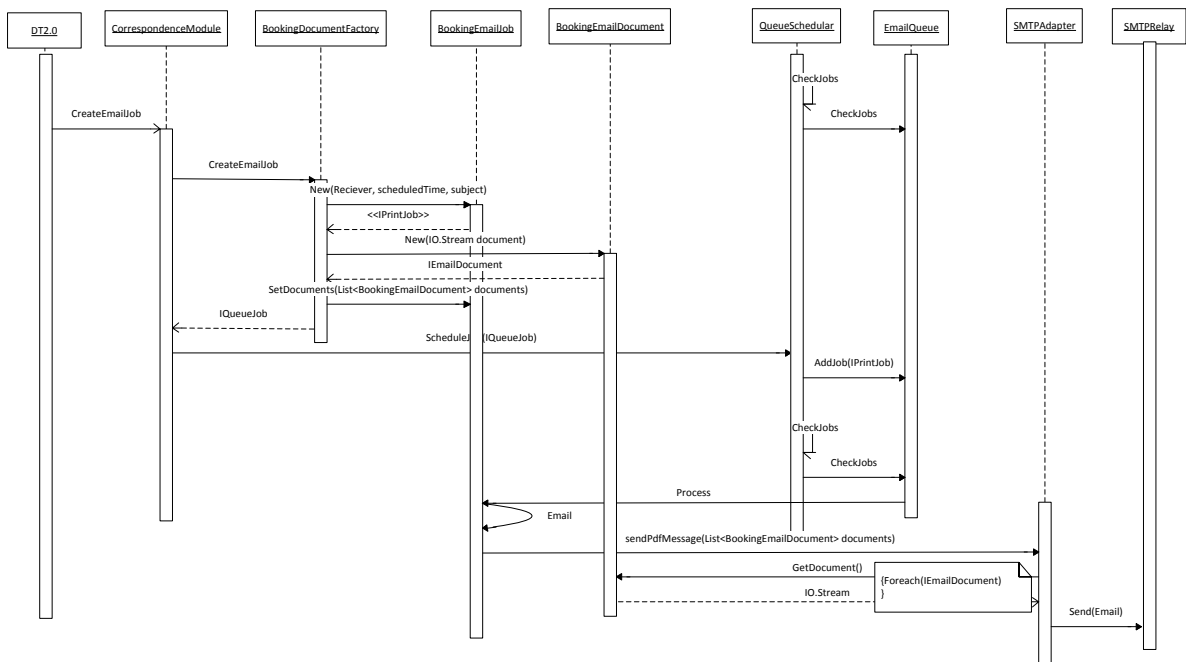 DT2.0
CorrespondenceModule
BookingDocumentFactory
BookingEmailJob
BookingEmailDocument
QueueSchedular
EmailQueue
SMTPAdapter
SMTPRelay
CheckJobs
CreateEmailJob
CheckJobs
CreateEmailJob
New(Reciever, scheduledTime, subject)
<<IPrintJob>>
New(IO.Stream document)
IEmailDocument
SetDocuments(List<BookingEmailDocument> documents)
IQueueJob
ScheduleJ (IQueueJob)
AddJob(IPrintJob)
CheckJobs
CheckJobs
Process
Email
sendPdfMessage(List<BookingEmailDocument> documents)
GetDocument()
{Foreach(IEmailDocument)
}
IO.Stream
Send(Email)